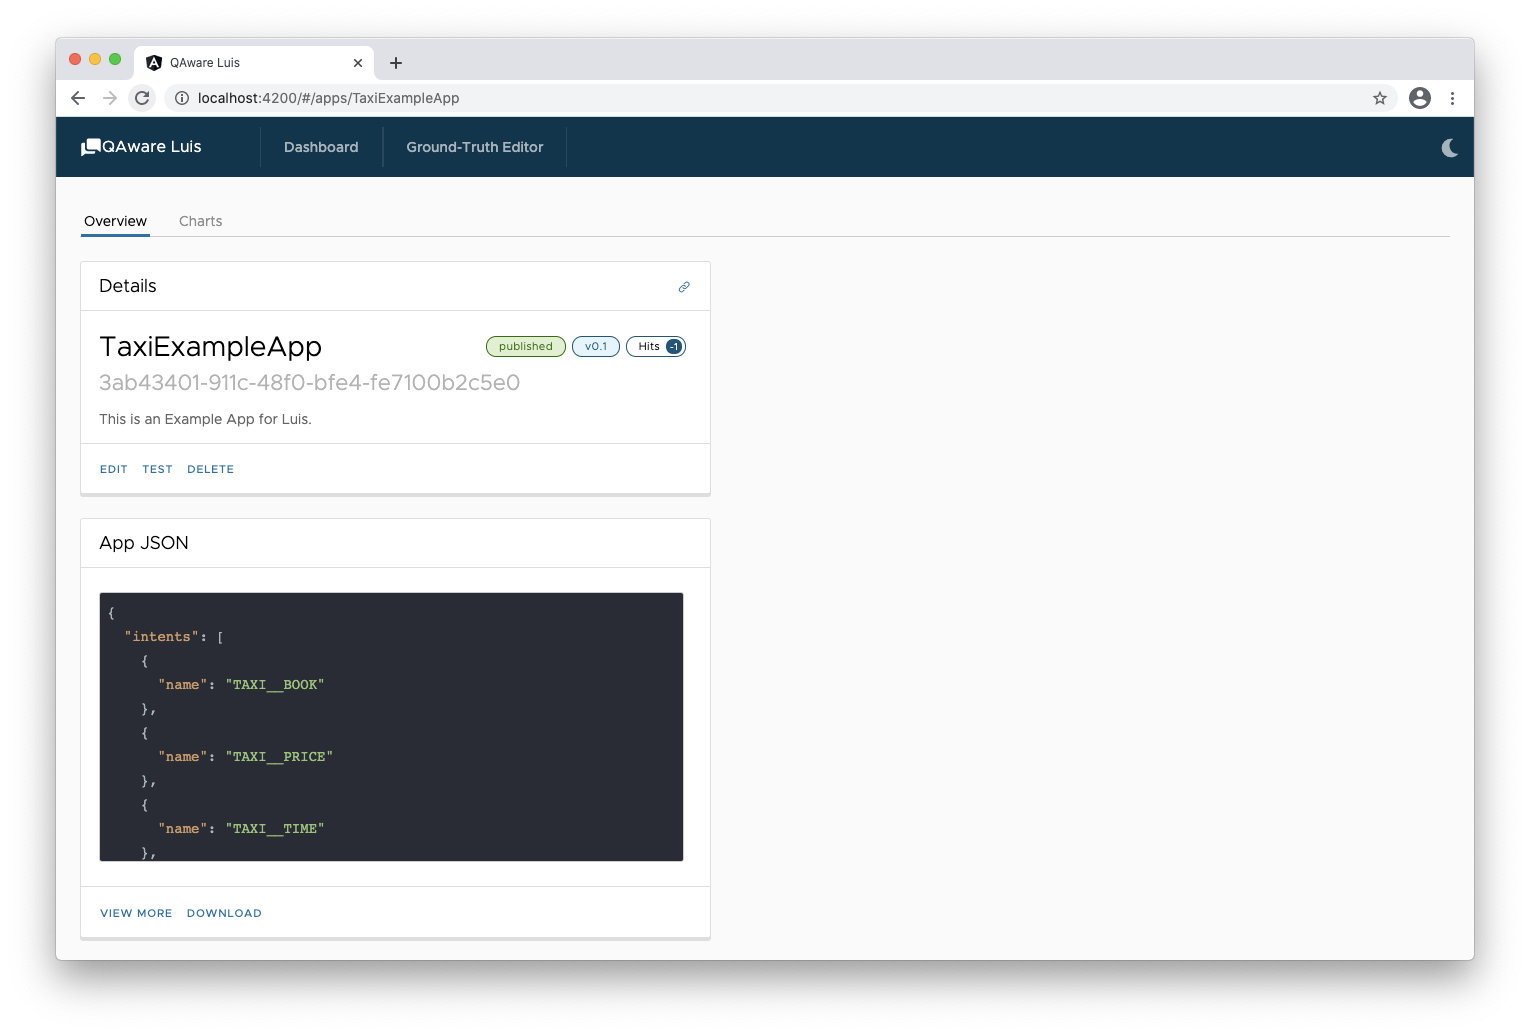 QAware Luis
localhost:4200/#/apps/TaxiExampleApp
QAware Luis Dashboard Ground-Truth Editor
Overview Charts
Details
TaxiExampleApp published v0.1 Hits -1
3ab43401-911c-48f0-bfe4-fe7100b2c5e0
This is an Example App for Luis.
EDIT TEST DELETE
App JSON
{
"intents": [
{
"name": "TAXI__BOOK"
},
{
"name": "TAXI__PRICE"
},
{
"name": "TAXI__TIME"
},
VIEW MORE DOWNLOAD